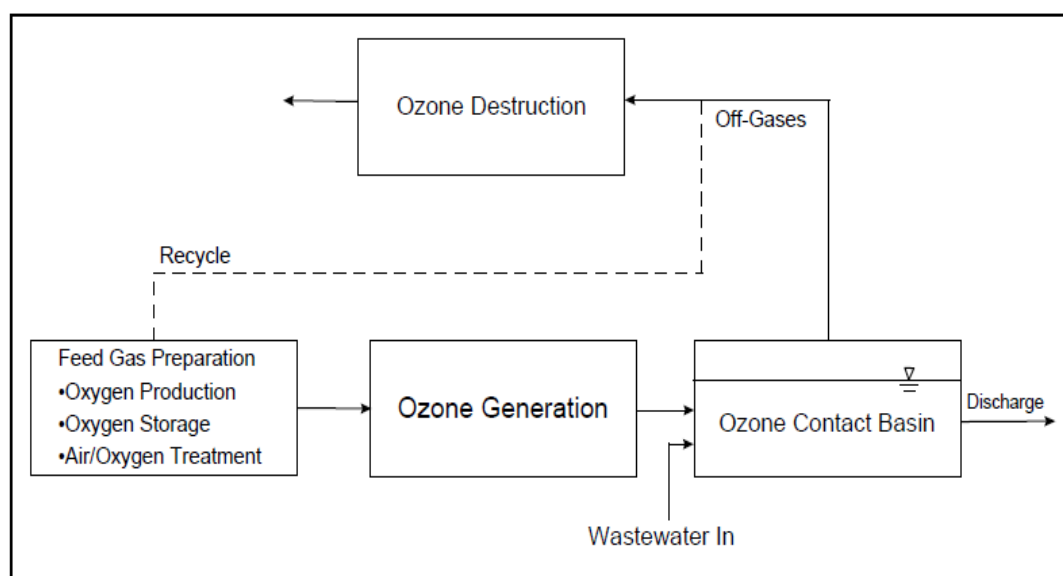 Ozone Destruction
Off-Gases
Recycle
Feed Gas Preparation
•Oxygen Production
•Oxygen Storage
•Air/Oxygen Treatment
Ozone Generation
Ozone Contact Basin
Discharge
Wastewater In